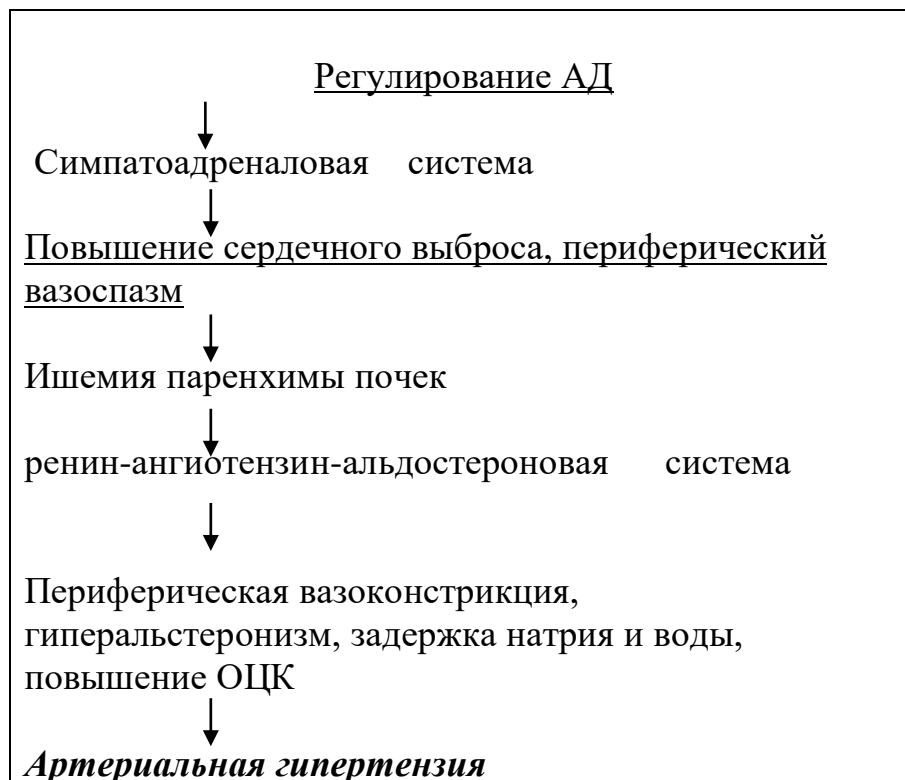 Регулирование АД
Симпатоадреналовая система
Повышение сердечного выброса, периферический
вазоспазм
Ишемия паренхимы почек
ренин-ангиотензин-альдостероновая система
Периферическая вазоконстрикция,
гиперальстеронизм, задержка натрия и воды,
повышение ОЦК
Артериальная гипертензия